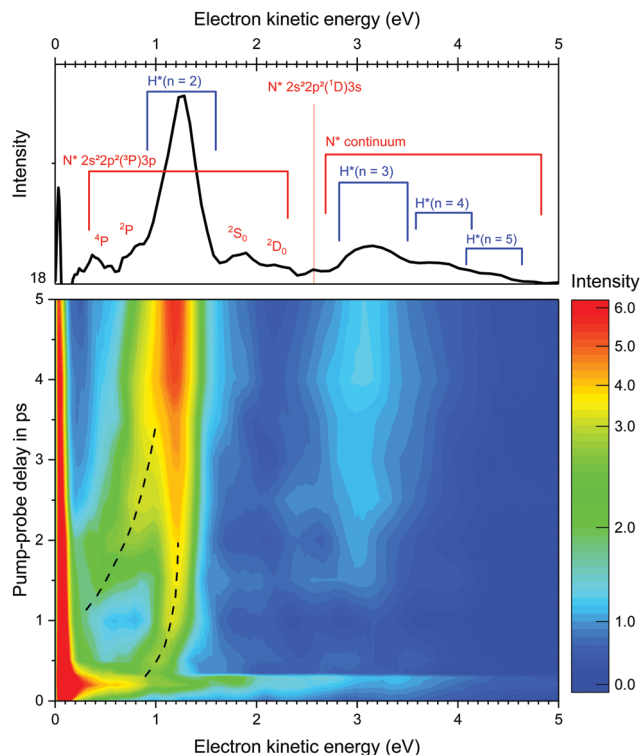 Electron kinetic energy (eV)
0 1 2 3 4 5
H*(n = 2)
N* 2s²2p²(¹D)3s
N* 2s²2p²(³P)3p
N* continuum
H*(n = 3)
H*(n = 4)
H*(n = 5)
⁴P
²P
²S₀
²D₀
Intensity
18
Intensity
5
4
3
2
1
0
Pump-probe delay in ps
6.0
4.0
3.0
2.0
1.0
0.0
0 1 2 3 4 5
Electron kinetic energy (eV)